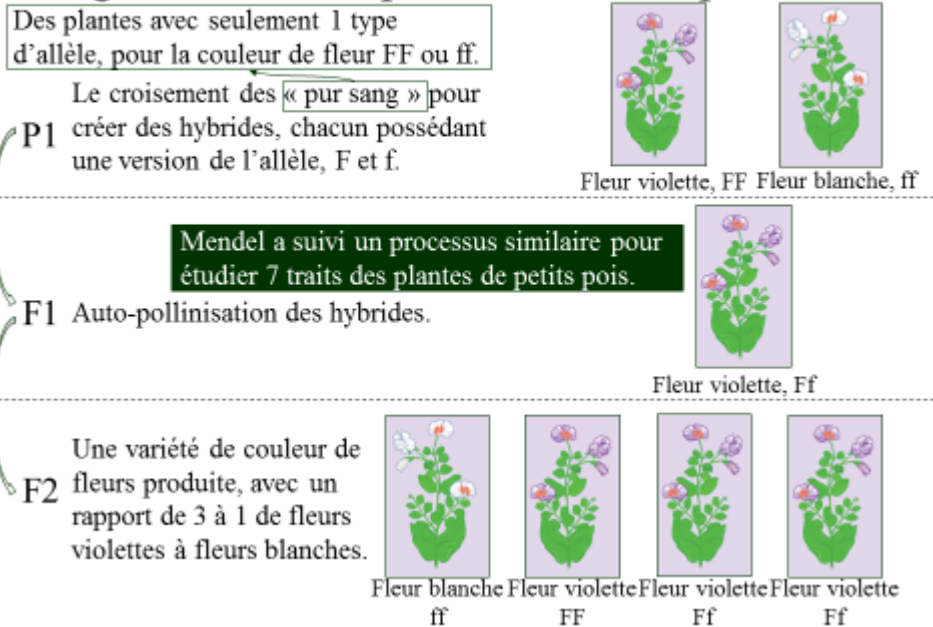 Des plantes avec seulement 1 type
d'allèle, pour la couleur de fleur FF ou ff.
Le croisement des « pur sang » pour
P1 créer des hybrides, chacun possédant
une version de l'allèle, F et f.
Fleur violette, FF Fleur blanche, ff
Mendel a suivi un processus similaire pour
étudier 7 traits des plantes de petits pois.
F1 Auto-pollinisation des hybrides.
Fleur violette, Ff
Une variété de couleur de
F2 fleurs produite, avec un
rapport de 3 à 1 de fleurs
violettes à fleurs blanches.
Fleur blanche Fleur violette Fleur violette Fleur violette
ff FF Ff Ff